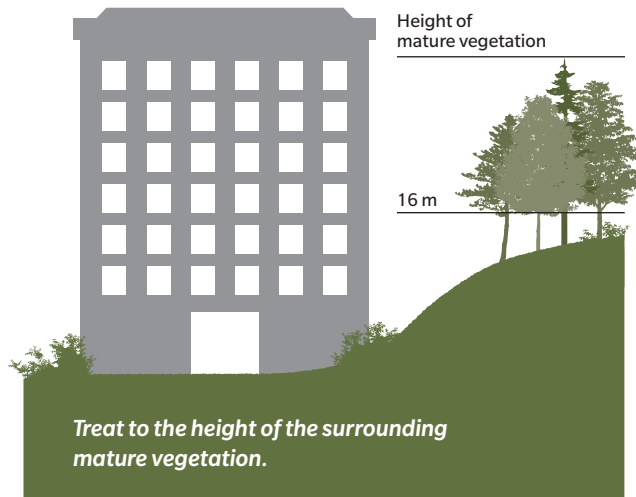 Height of
mature vegetation
16 m
Treat to the height of the surrounding
mature vegetation.